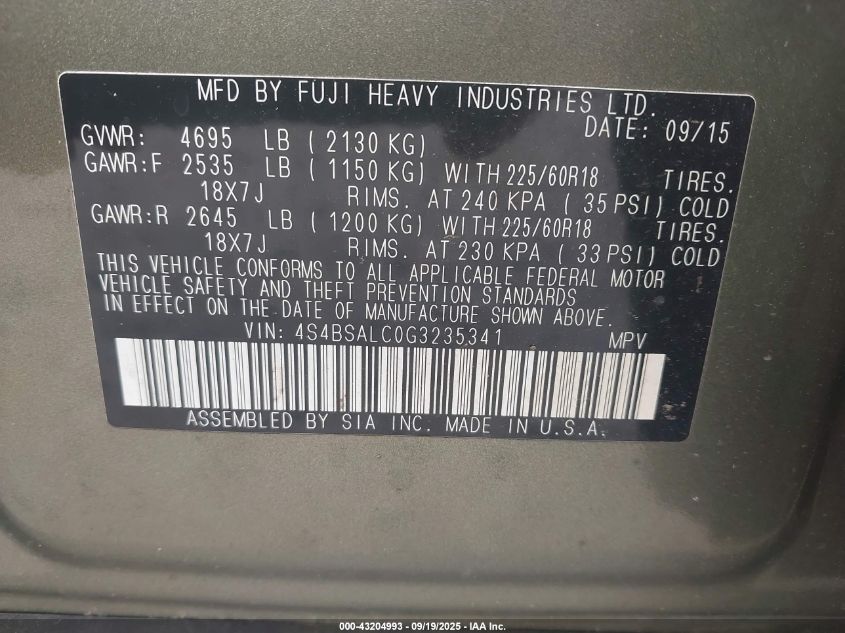 MFD BY FUJI HEAVY INDUSTRIES LTD.
DATE: 09/15
GVWR: 4695 LB ( 2130 KG)
GAWR:F 2535 LB ( 1150 KG) WITH 225/60R18 TIRES.
18X7J RIMS. AT 240 KPA ( 35 PSI) COLD
GAWR:R 2645 LB ( 1200 KG) WITH 225/60R18 TIRES.
18X7J RIMS. AT 230 KPA ( 33 PSI) COLD
THIS VEHICLE CONFORMS TO ALL APPLICABLE FEDERAL MOTOR
VEHICLE SAFETY AND THEFT PREVENTION STANDARDS
IN EFFECT ON THE DATE OF MANUFACTURE SHOWN ABOVE.
VIN: 4S4BSALC0G3235341 MPV
ASSEMBLED BY SIA INC. MADE IN U.S.A.
000-43204993 - 09/19/2025 - IAA Inc.